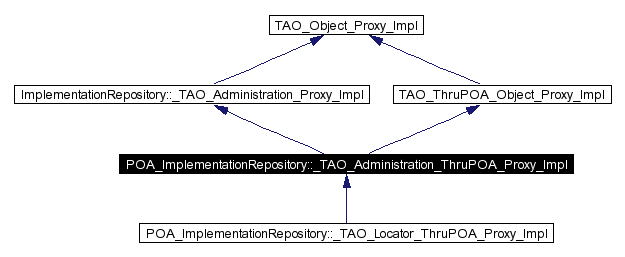 TAO_Object_Proxy_Impl
ImplementationRepository::_TAO_Administration_Proxy_Impl
TAO_ThruPOA_Object_Proxy_Impl
POA_ImplementationRepository::_TAO_Administration_ThruPOA_Proxy_Impl
POA_ImplementationRepository::_TAO_Locator_ThruPOA_Proxy_Impl